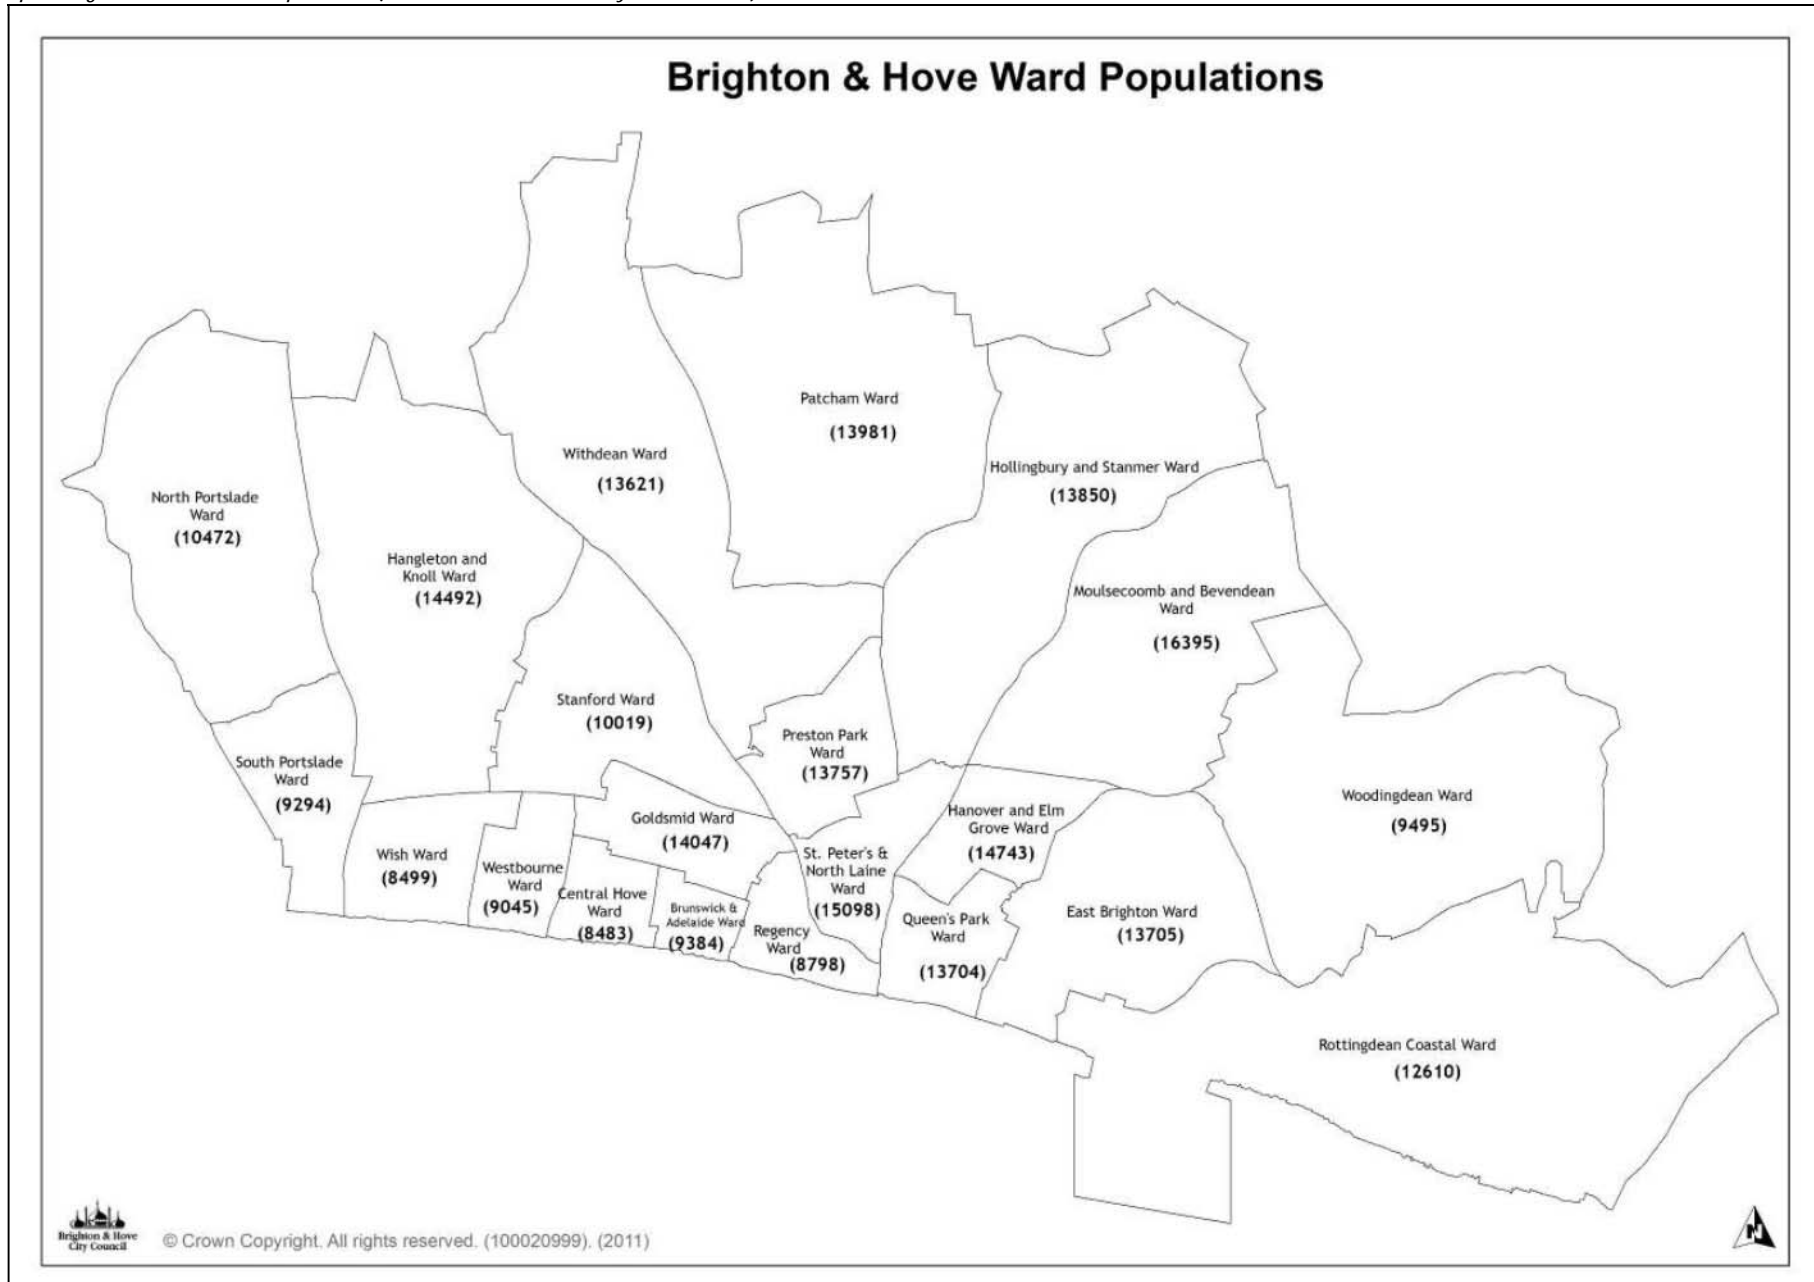 Brighton & Hove Ward Populations
Patcham Ward
(13981)
Withdean Ward
(13621)
Hollingbury and Stanmer Ward
(13850)
North Portslade
Ward
(10472)
Hangleton and
Knoll Ward
(14492)
Moulsecoomb and Bevendean
Ward
(16395)
Stanford Ward
(10019)
Preston Park
Ward
(13757)
South Portslade
Ward
(9294)
Woodingdean Ward
(9495)
Goldsmid Ward
(14047)
Hanover and Elm
Grove Ward
(14743)
Wish Ward
(8499)
Westbourne
Ward
(9045)
Central Hove
Ward
(8483)
Brunswick &
Adelaide Ward
(9384)
Regency
Ward
(8798)
St. Peter's &
North Laine
Ward
(15098)
Queen's Park
Ward
(13704)
East Brighton Ward
(13705)
Rottingdean Coastal Ward
(12610)
Brighton & Hove
City Council
© Crown Copyright. All rights reserved. (100020999). (2011)
N